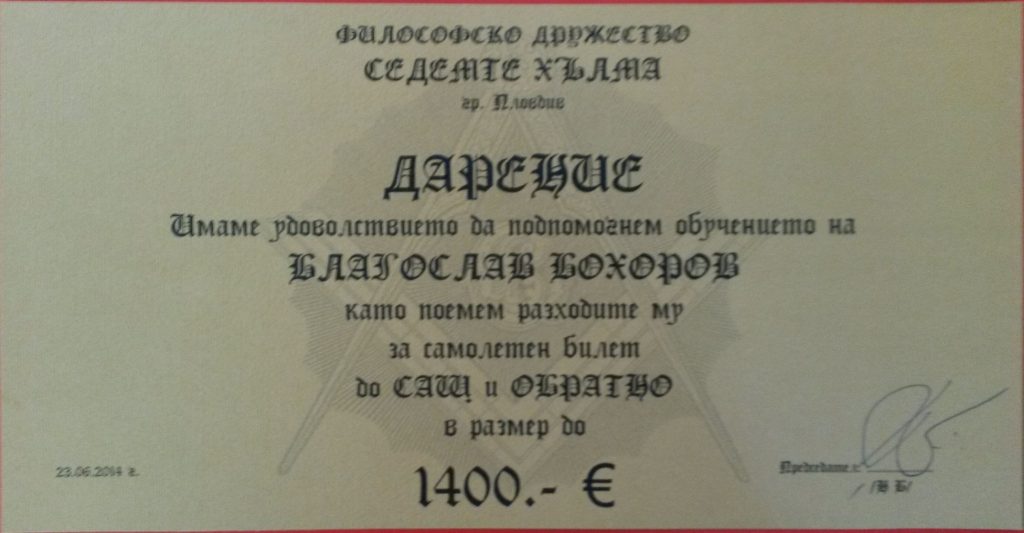 ФИЛОСОФСКО ДРУЖЕСТВО
СЕДЕМТЕ ХЪЛМА
гр. Пловдив
ДАРЕНИЕ
Имаме удоволствието да подпомогнем обучението на
БЛАГОСЛАВ БОХОРОВ
като поемем разходите му
за самолетен билет
до САЩ и ОБРАТНО
в размер до
1400.- €
23.06.2014 г.
Председател:
/Н Б/